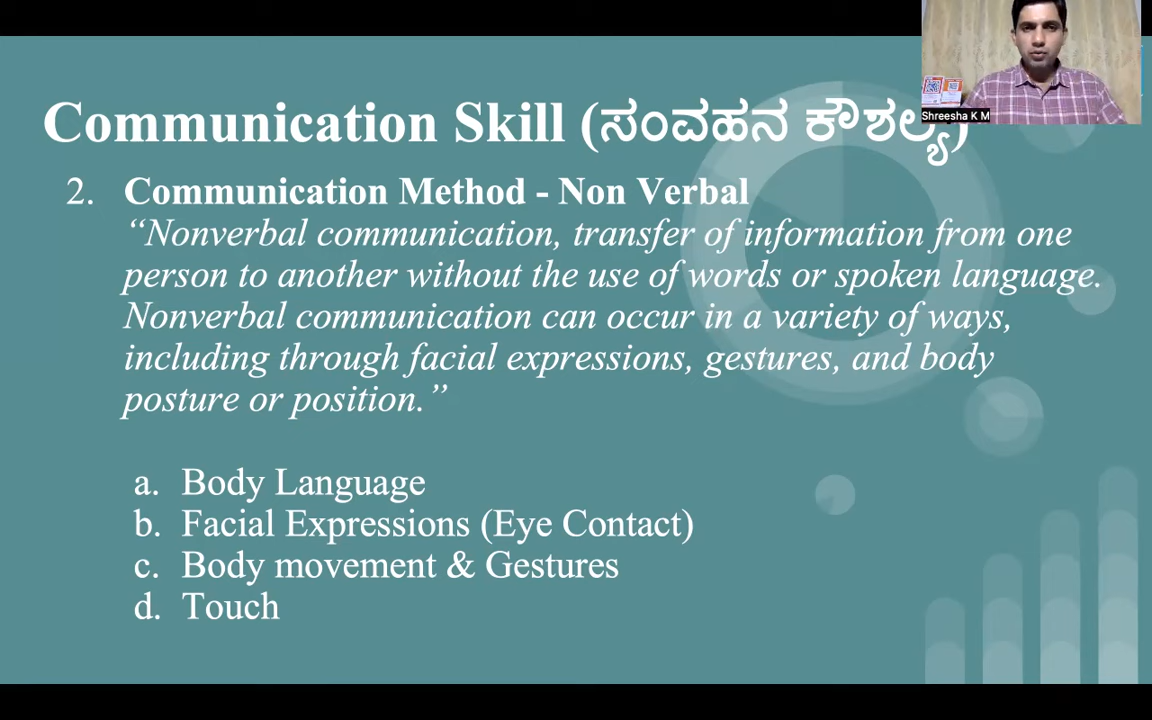 Communication Skill (ಸಂವಹನ ಕೌಶಲ್ಯ)
Shreesha K M
2. Communication Method - Non Verbal
“Nonverbal communication, transfer of information from one
person to another without the use of words or spoken language.
Nonverbal communication can occur in a variety of ways,
including through facial expressions, gestures, and body
posture or position.”
a. Body Language
b. Facial Expressions (Eye Contact)
c. Body movement & Gestures
d. Touch